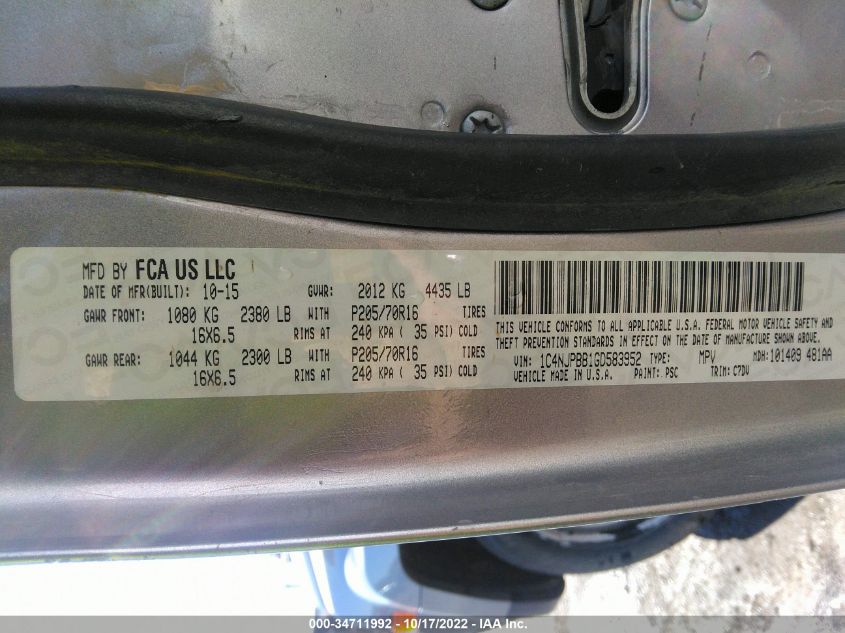 MFD BY FCA US LLC
DATE OF MFR(BUILT): 10-15 GVWR: 2012 KG 4435 LB
GAWR FRONT: 1080 KG 2380 LB WITH P205/70R16 TIRES
16X6.5 RIMS AT 240 KPA ( 35 PSI) COLD
GAWR REAR: 1044 KG 2300 LB WITH P205/70R16 TIRES
16X6.5 RIMS AT 240 KPA ( 35 PSI) COLD
THIS VEHICLE CONFORMS TO ALL APPLICABLE U.S.A. FEDERAL MOTOR VEHICLE SAFETY AND
THEFT PREVENTION STANDARDS IN EFFECT ON THE DATE OF MANUFACTURE SHOWN ABOVE.
VIN: 1C4NJPBB1GD583952 TYPE: MPV MDH: 101409 481AA
VEHICLE MADE IN U.S.A. PAINT: PSC TRIM: C7DV
000-34711992 - 10/17/2022 - IAA Inc.